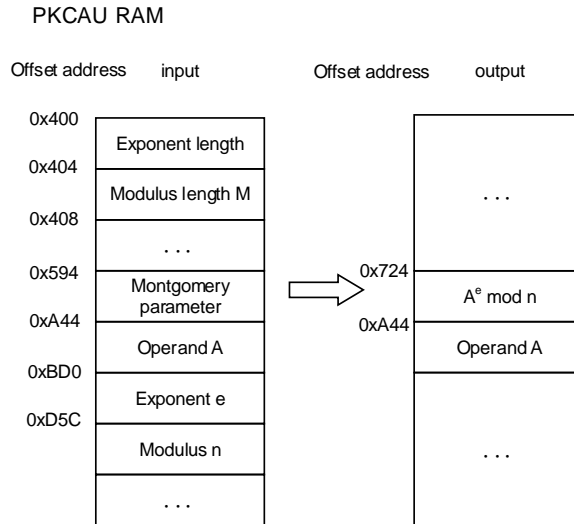 PKCAU RAM
Offset address input Offset address output
0x400
Exponent length
0x404
Modulus length M
0x408
. . .
. . .
0x594
0x724
Montgomery
parameter
A^e mod n
0xA44
0xA44
Operand A
Operand A
0xBD0
Exponent e
0xD5C
Modulus n
. . .
. . .